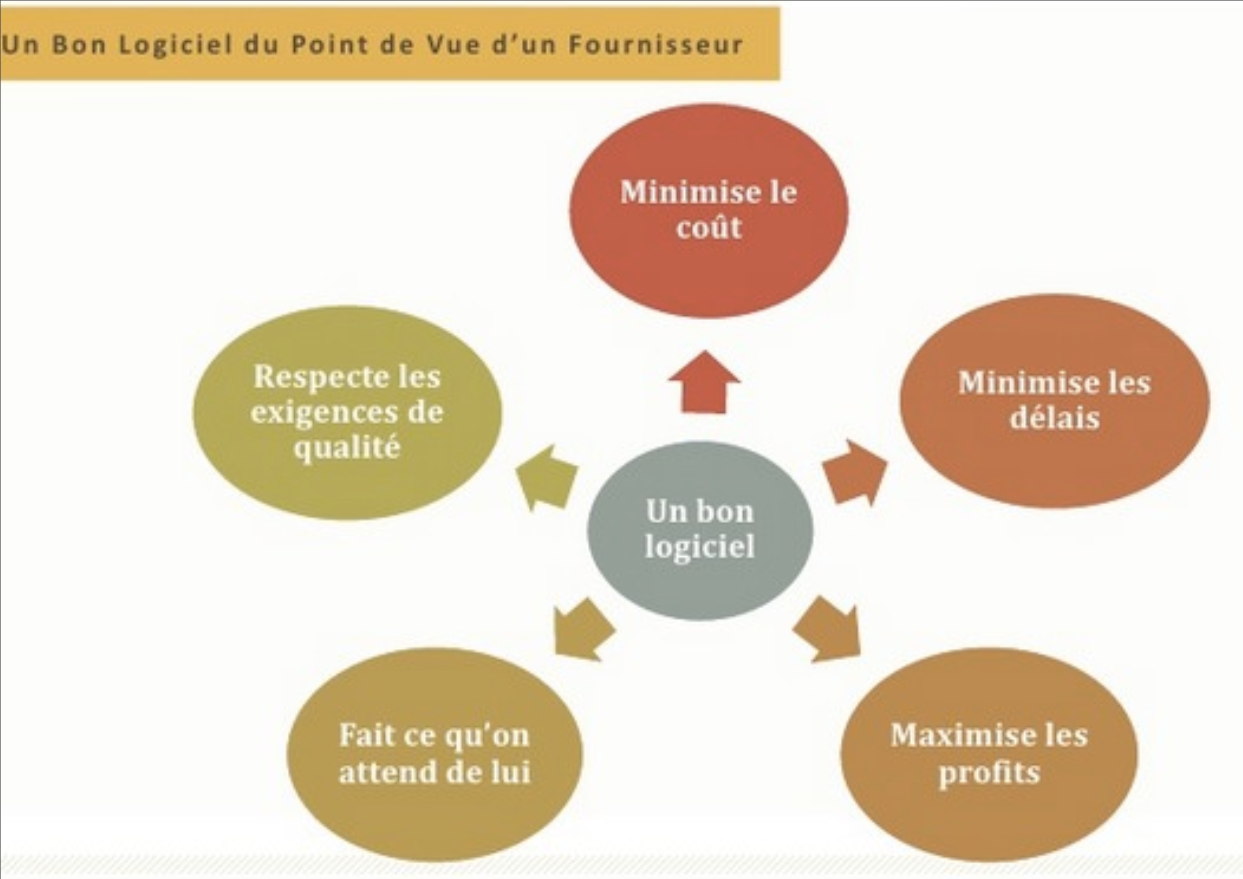 Un Bon Logiciel du Point de Vue d’un Fournisseur
Minimise le
coût
Minimise les
délais
Maximise les
profits
Fait ce qu’on
attend de lui
Respecte les
exigences de
qualité
Un bon
logiciel